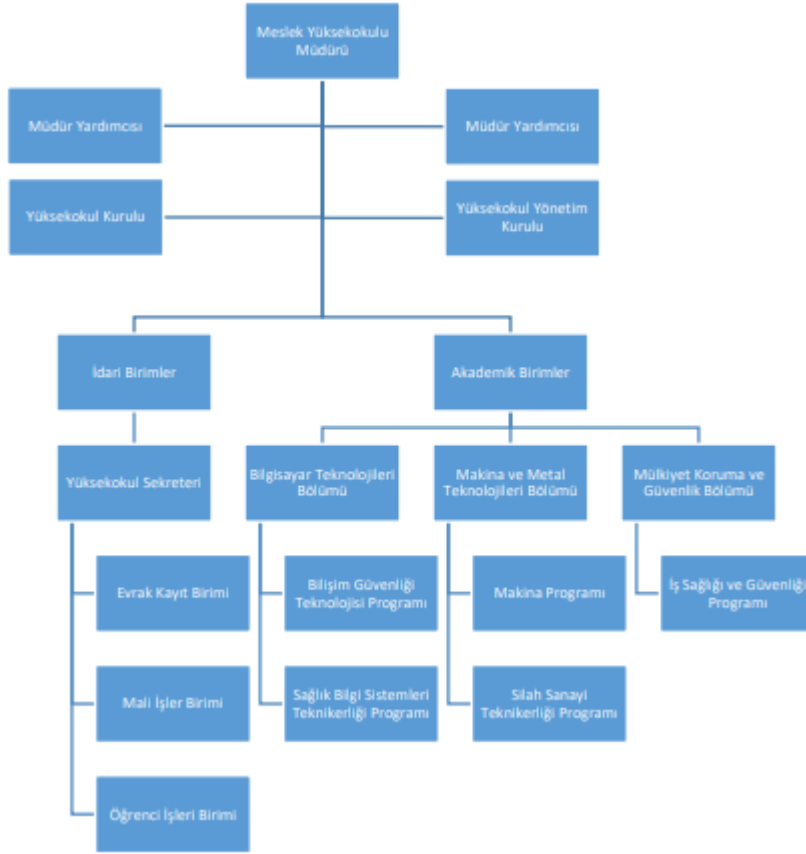 Meslek Yüksekokulu
Müdürü
Müdür Yardımcısı
Müdür Yardımcısı
Yüksekokul Kurulu
Yüksekokul Yönetim
Kurulu
İdari Birimler
Akademik Birimler
Yüksekokul Sekreteri
Bilgisayar Teknolojileri
Bölümü
Makina ve Metal
Teknolojileri Bölümü
Mülkiyet Koruma ve
Güvenlik Bölümü
Evrak Kayıt Birimi
Bilişim Güvenliği
Teknolojisi Programı
Makina Programı
İş Sağlığı ve Güvenliği
Programı
Mali İşler Birimi
Sağlık Bilgi Sistemleri
Teknikerliği Programı
Silah Sanayi
Teknikerliği Programı
Öğrenci İşleri Birimi